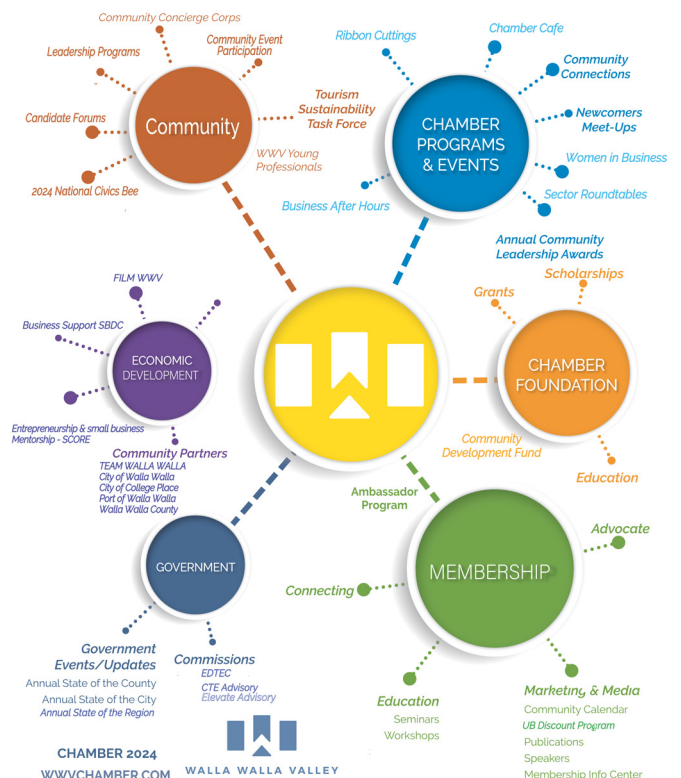 Community Concierge Corps
Leadership Programs
Community Event
Participation
Candidate Forums
Community
Tourism
Sustainability
Task Force
WWV Young
Professionals
2024 National Civics Bee
Ribbon Cuttings
Chamber Cafe
Community
Connections
CHAMBER
PROGRAMS
& EVENTS
Newcomers
Meet-Ups
Women in Business
Sector Roundtables
Business After Hours
Annual Community
Leadership Awards
FILM WWV
Business Support SBDC
ECONOMIC
DEVELOPMENT
Entrepreneurship & small business
Mentorship - SCORE
Community Partners
TEAM WALLA WALLA
City of Walla Walla
City of College Place
Port of Walla Walla
Walla Walla County
Scholarships
Grants
CHAMBER
FOUNDATION
Community
Development Fund
Education
Ambassador
Program
GOVERNMENT
Government
Events/Updates
Annual State of the County
Annual State of the City
Annual State of the Region
Commissions
EDTEC
CTE Advisory
Elevate Advisory
Advocate
MEMBERSHIP
Connecting
Education
Seminars
Workshops
Marketing & Media
Community Calendar
UB Discount Program
Publications
Speakers
Membership Info Center
CHAMBER 2024
WWVCHAMBER.COM
WALLA WALLA VALLEY